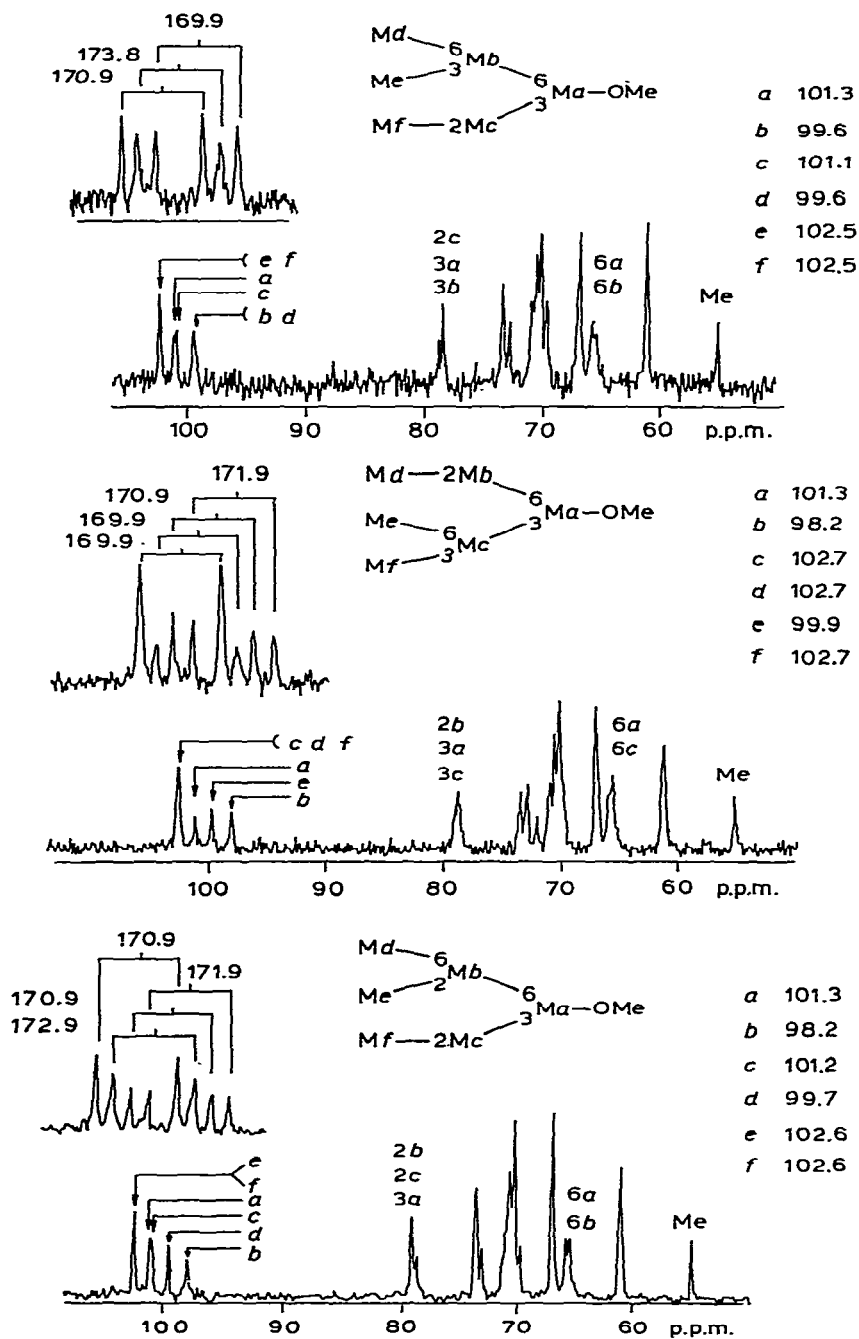 169.9
173.8
170.9
Md
6 Mb
Me 3
6
Ma—OMe
3
Mf—2Mc
a 101.3
b 99.6
c 101.1
d 99.6
e 102.5
f 102.5
e f
a
c
b d
2c
3a
3b
6a
6b
Me
100 90 80 70 60 p.p.m.
171.9
170.9
169.9
169.9
Md—2Mb
6
Ma—OMe
Me
6 Mc 3
Mf 3
a 101.3
b 98.2
c 102.7
d 102.7
e 99.9
f 102.7
c d f
a
e
b
2b
3a
3c
6a
6c
Me
100 90 80 70 60 p.p.m.
170.9
171.9
170.9
172.9
Md
6 Mb
Me 2
6
Ma—OMe
3
Mf—2Mc
a 101.3
b 98.2
c 101.2
d 99.7
e 102.6
f 102.6
e
f
a
c
d
b
2b
2c
3a
6a
6b
Me
100 90 80 70 60 p.p.m.